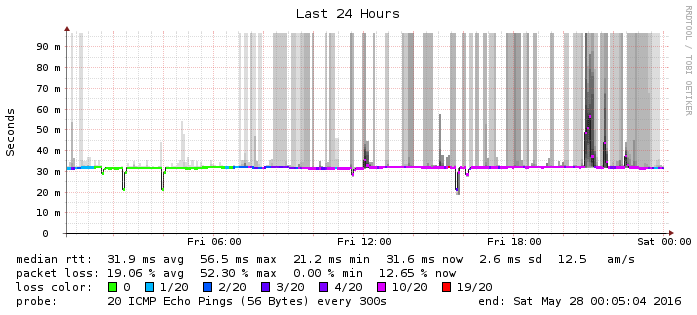 Last 24 Hours
RRDTOOL / TOBI OETIKER
Seconds
90 m
80 m
70 m
60 m
50 m
40 m
30 m
20 m
10 m
0
Fri 06:00 Fri 12:00 Fri 18:00 Sat 00:00
median rtt: 31.9 ms avg 56.5 ms max 21.2 ms min 31.6 ms now 2.6 ms sd 12.5 am/s
packet loss: 19.06 % avg 52.30 % max 0.00 % min 12.65 % now
loss color: 0 1/20 2/20 3/20 4/20 10/20 19/20
probe: 20 ICMP Echo Pings (56 Bytes) every 300s end: Sat May 28 00:05:04 2016